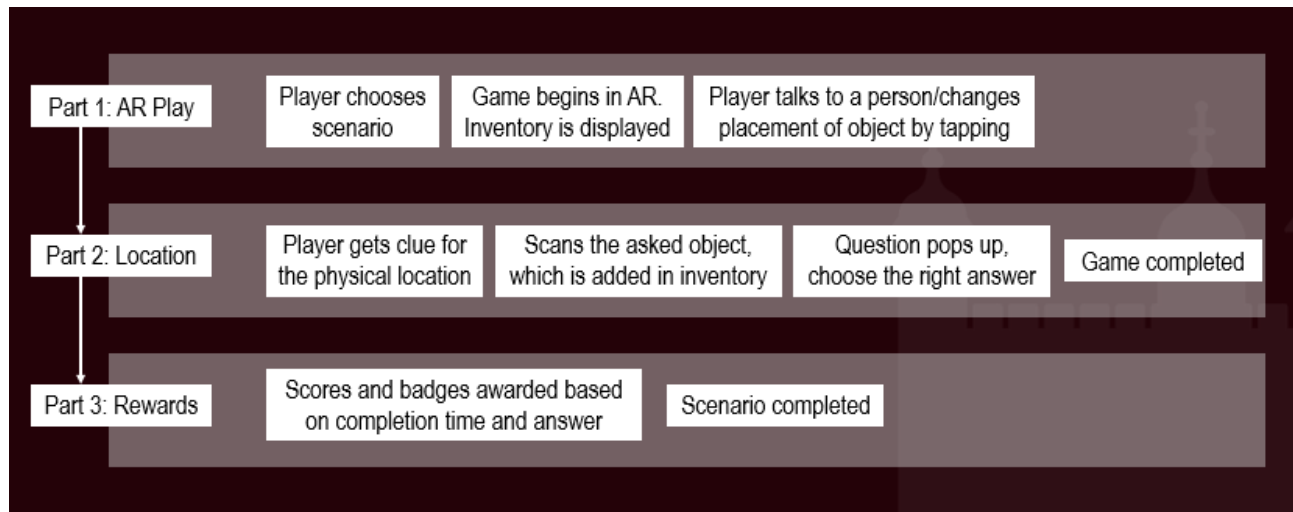 Part 1: AR Play
Player chooses
scenario
Game begins in AR.
Inventory is displayed
Player talks to a person/changes
placement of object by tapping
Part 2: Location
Player gets clue for
the physical location
Scans the asked object,
which is added in inventory
Question pops up,
choose the right answer
Game completed
Part 3: Rewards
Scores and badges awarded based
on completion time and answer
Scenario completed